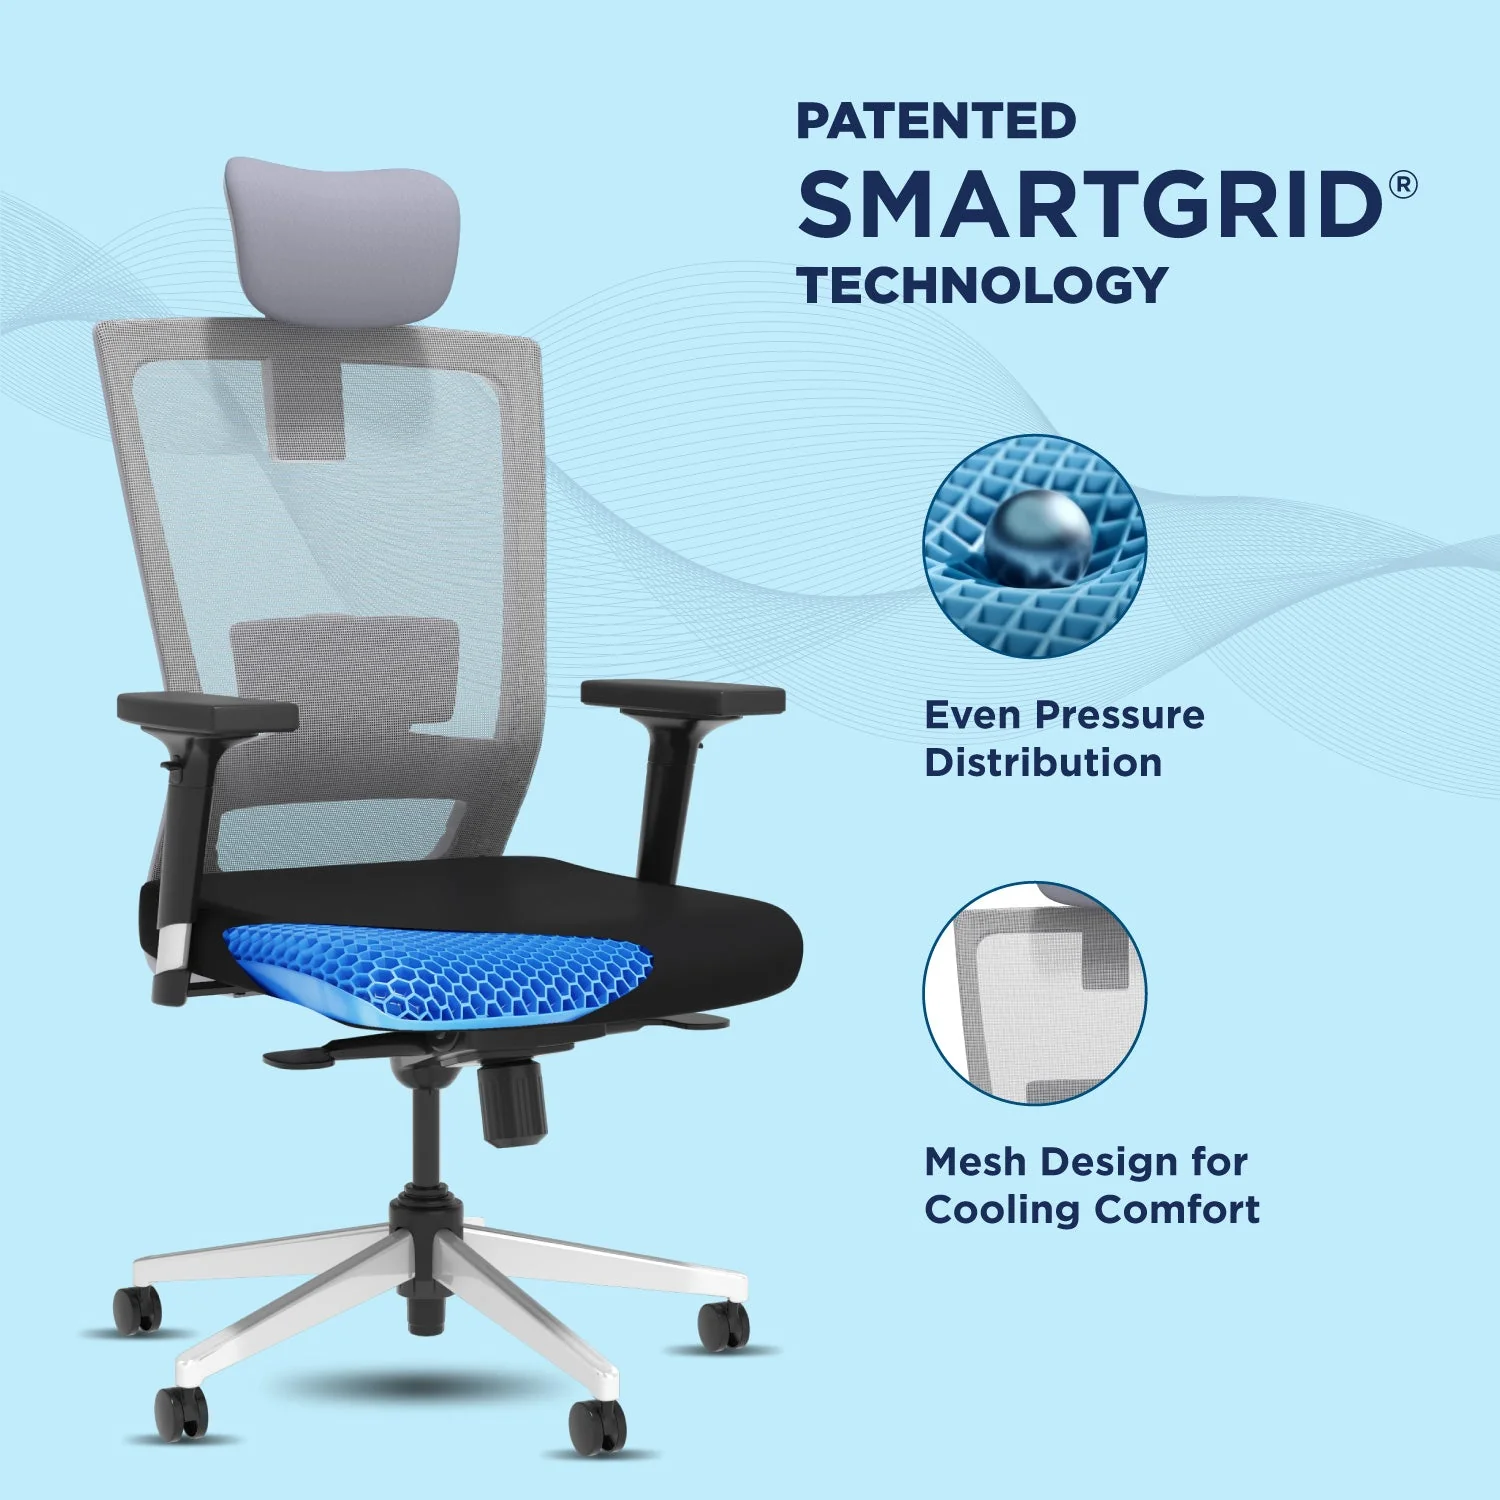 PATENTED
SMARTGRID®
TECHNOLOGY
Even Pressure
Distribution
Mesh Design for
Cooling Comfort